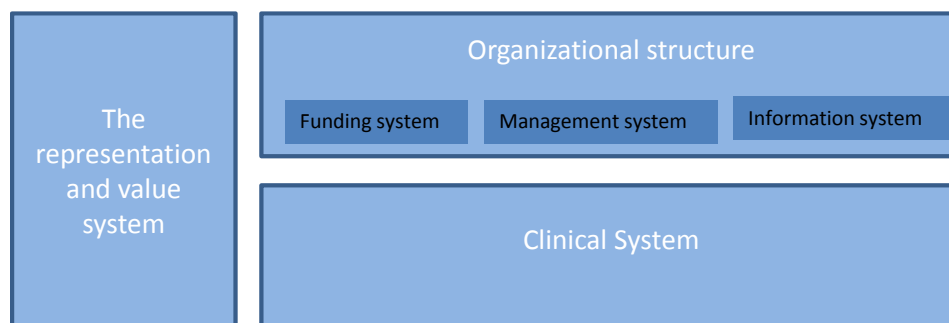 The
representation
and value
system
Organizational structure
Funding system
Management system
Information system
Clinical System